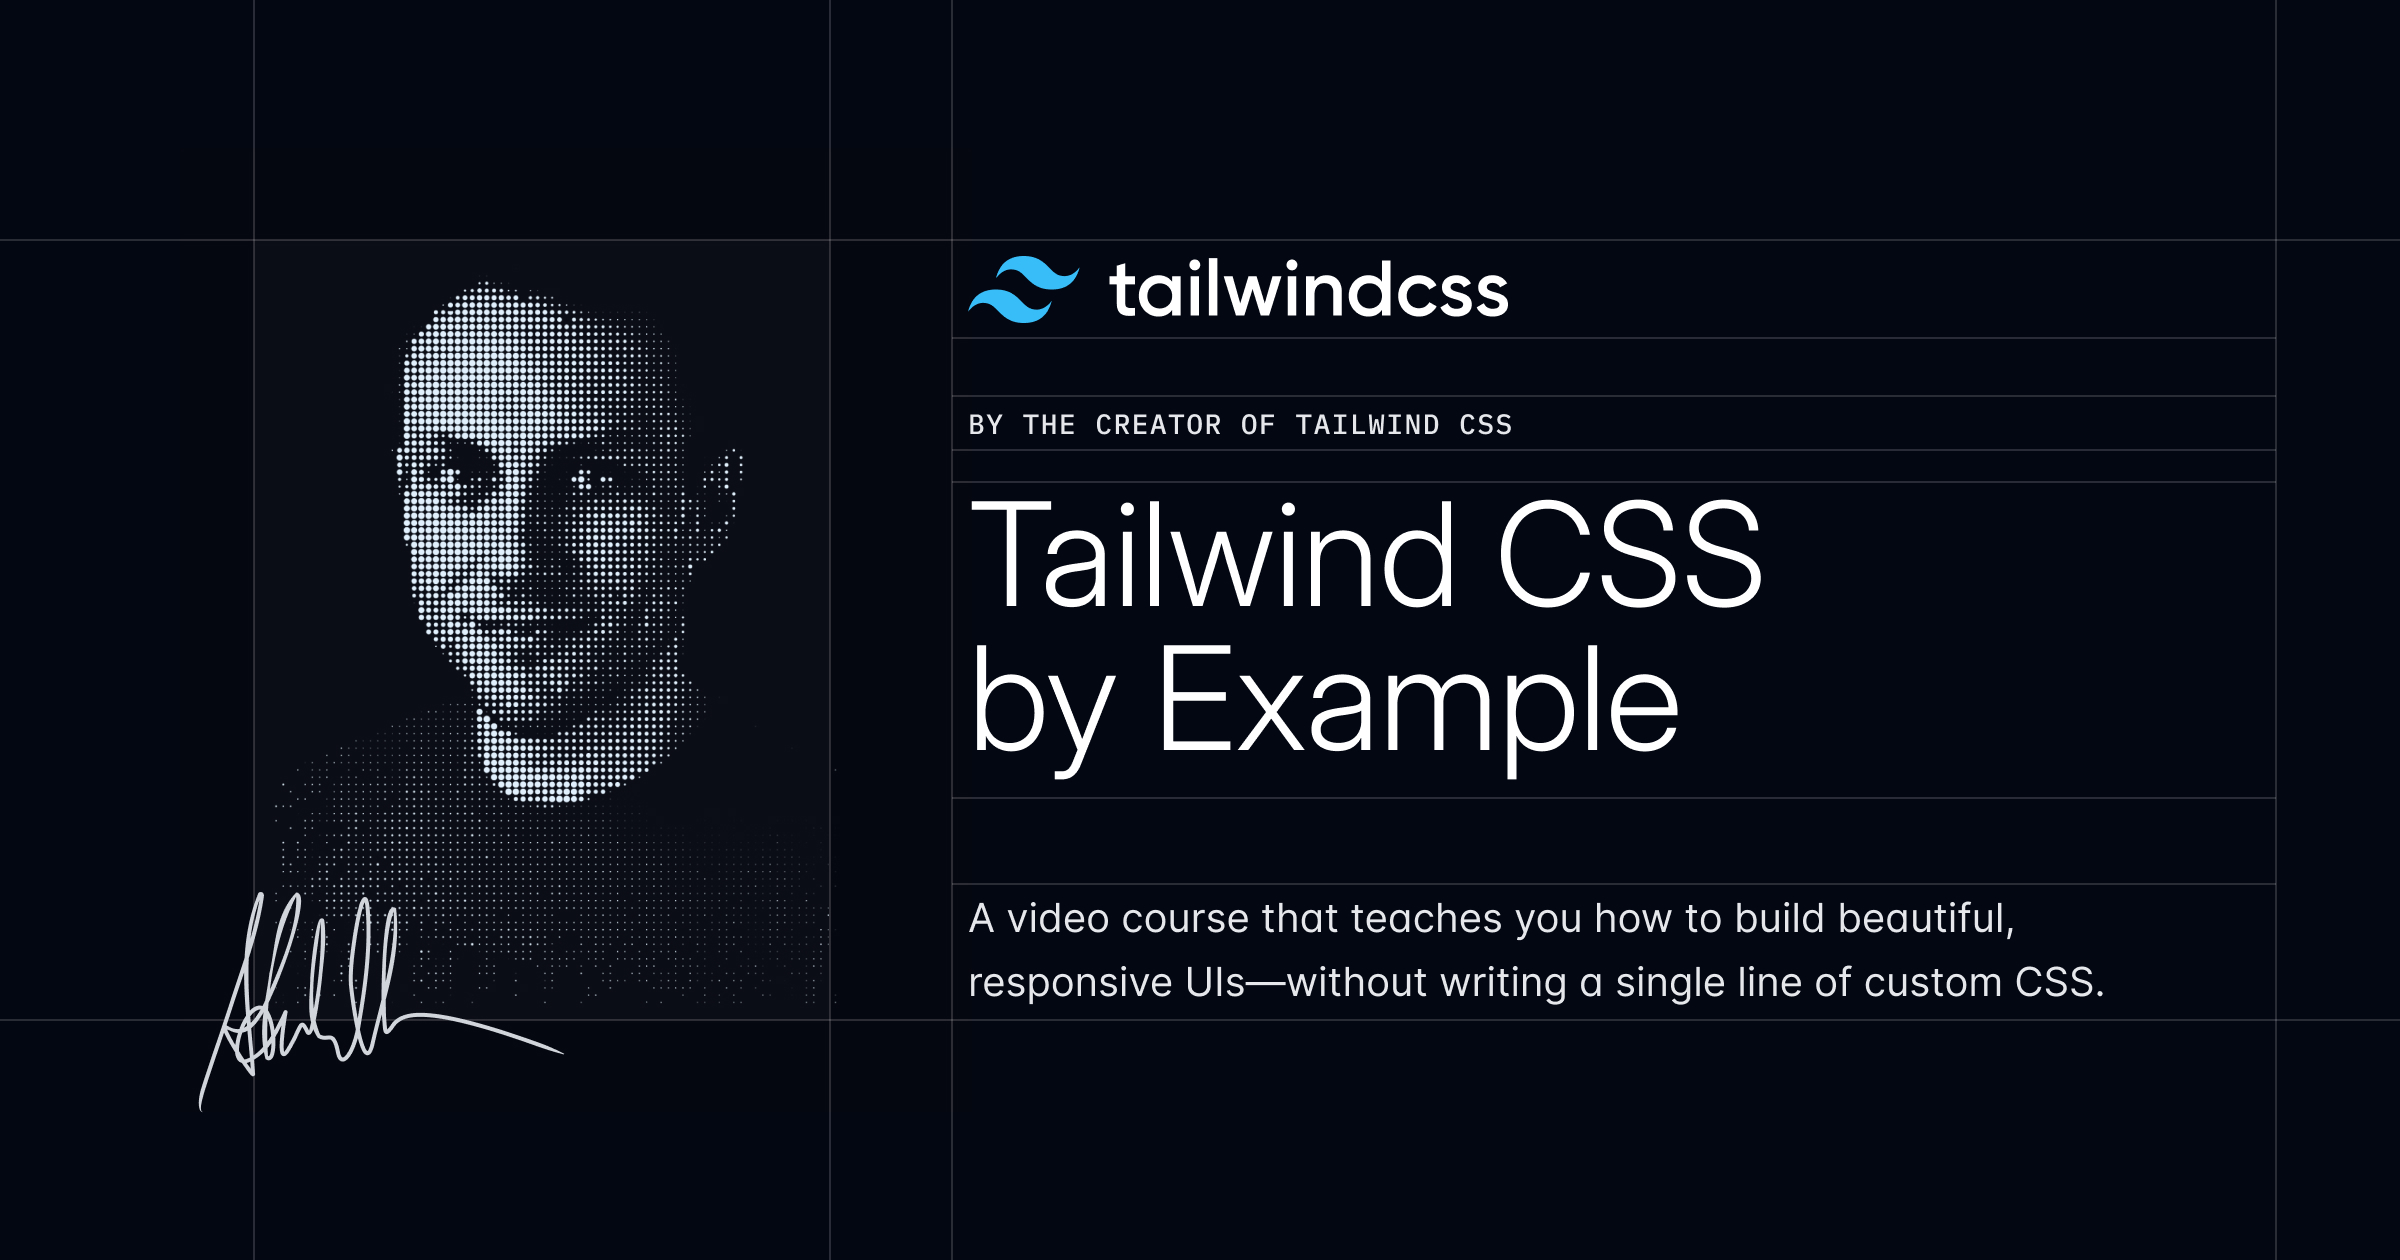 tailwindcss
BY THE CREATOR OF TAILWIND CSS
Tailwind CSS
by Example
A video course that teaches you how to build beautiful,
responsive UIs—without writing a single line of custom CSS.